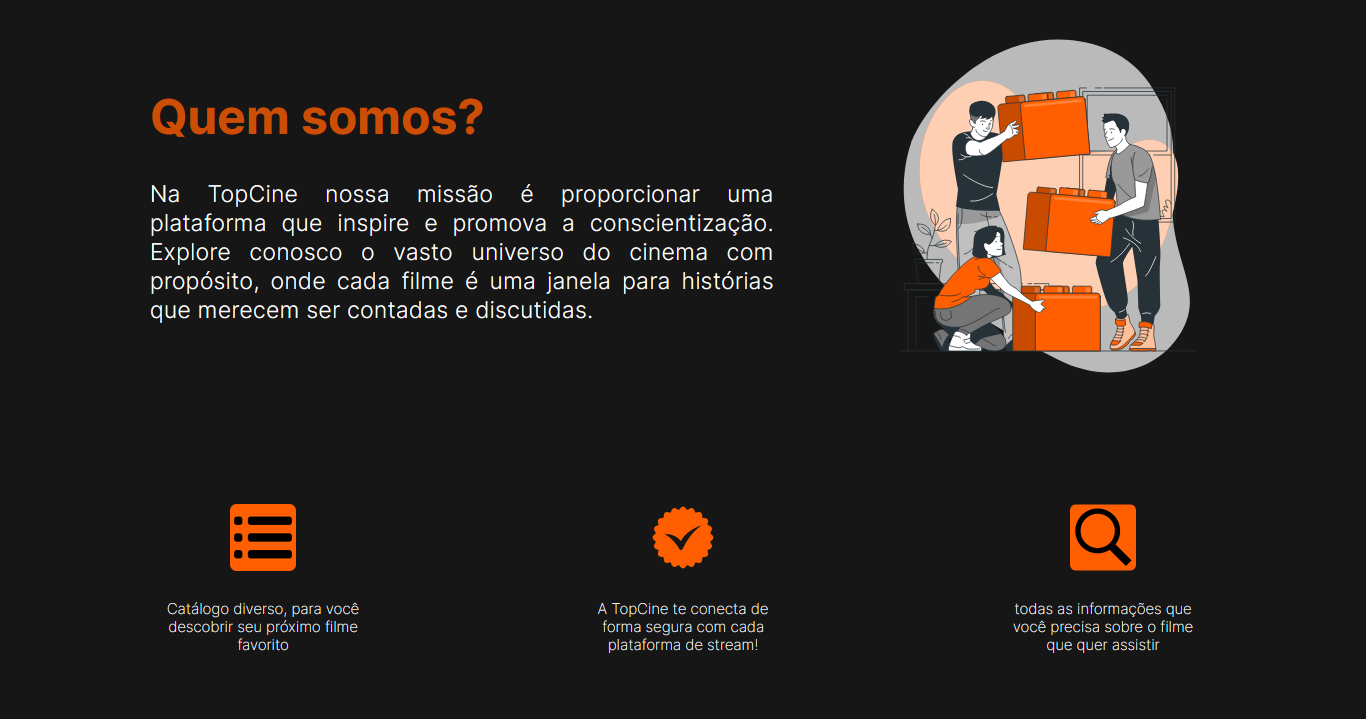 Quem somos?
Na TopCine nossa missão é proporcionar uma
plataforma que inspire e promova a conscientização.
Explore conosco o vasto universo do cinema com
propósito, onde cada filme é uma janela para histórias
que merecem ser contadas e discutidas.
Catálogo diverso, para você
descobrir seu próximo filme
favorito
A TopCine te conecta de
forma segura com cada
plataforma de stream!
todas as informações que
você precisa sobre o filme
que quer assistir